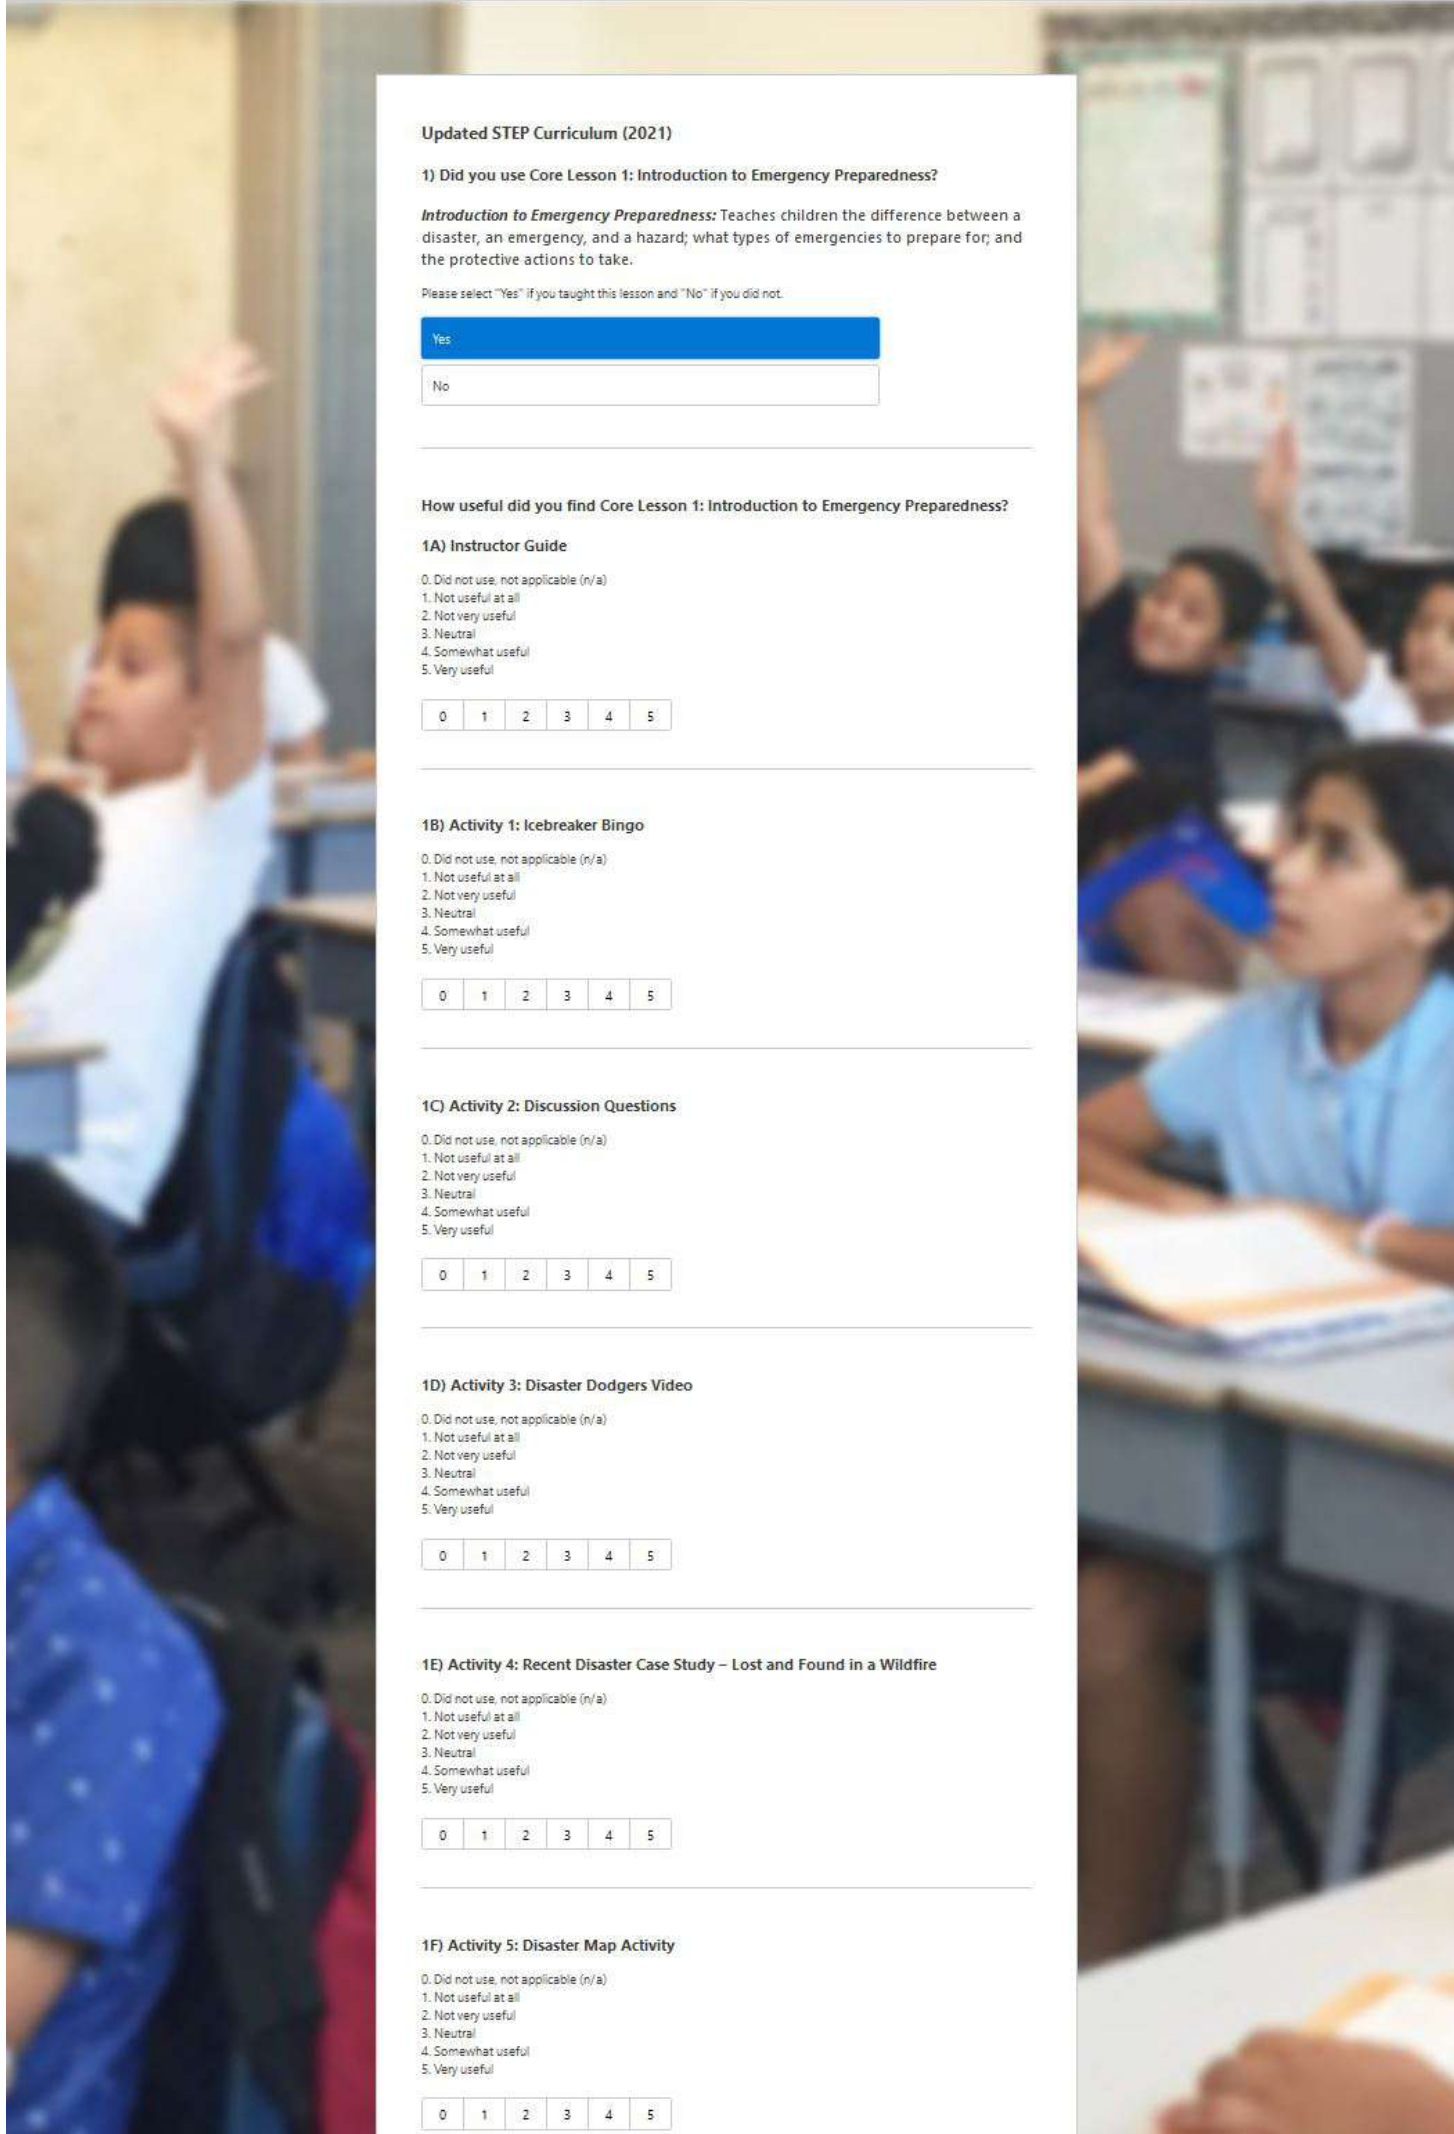 Updated STEP Curriculum (2021)
1) Did you use Core Lesson 1: Introduction to Emergency Preparedness?
Introduction to Emergency Preparedness: Teaches children the difference between a
disaster, an emergency, and a hazard; what types of emergencies to prepare for; and
the protective actions to take.
Please select "Yes" if you taught this lesson and "No" if you did not.
Yes
No
How useful did you find Core Lesson 1: Introduction to Emergency Preparedness?
1A) Instructor Guide
0. Did not use, not applicable (n/a)
1. Not useful at all
2. Not very useful
3. Neutral
4. Somewhat useful
5. Very useful
0 1 2 3 4 5
1B) Activity 1: Icebreaker Bingo
0. Did not use, not applicable (n/a)
1. Not useful at all
2. Not very useful
3. Neutral
4. Somewhat useful
5. Very useful
0 1 2 3 4 5
1C) Activity 2: Discussion Questions
0. Did not use, not applicable (n/a)
1. Not useful at all
2. Not very useful
3. Neutral
4. Somewhat useful
5. Very useful
0 1 2 3 4 5
1D) Activity 3: Disaster Dodgers Video
0. Did not use, not applicable (n/a)
1. Not useful at all
2. Not very useful
3. Neutral
4. Somewhat useful
5. Very useful
0 1 2 3 4 5
1E) Activity 4: Recent Disaster Case Study – Lost and Found in a Wildfire
0. Did not use, not applicable (n/a)
1. Not useful at all
2. Not very useful
3. Neutral
4. Somewhat useful
5. Very useful
0 1 2 3 4 5
1F) Activity 5: Disaster Map Activity
0. Did not use, not applicable (n/a)
1. Not useful at all
2. Not very useful
3. Neutral
4. Somewhat useful
5. Very useful
0 1 2 3 4 5